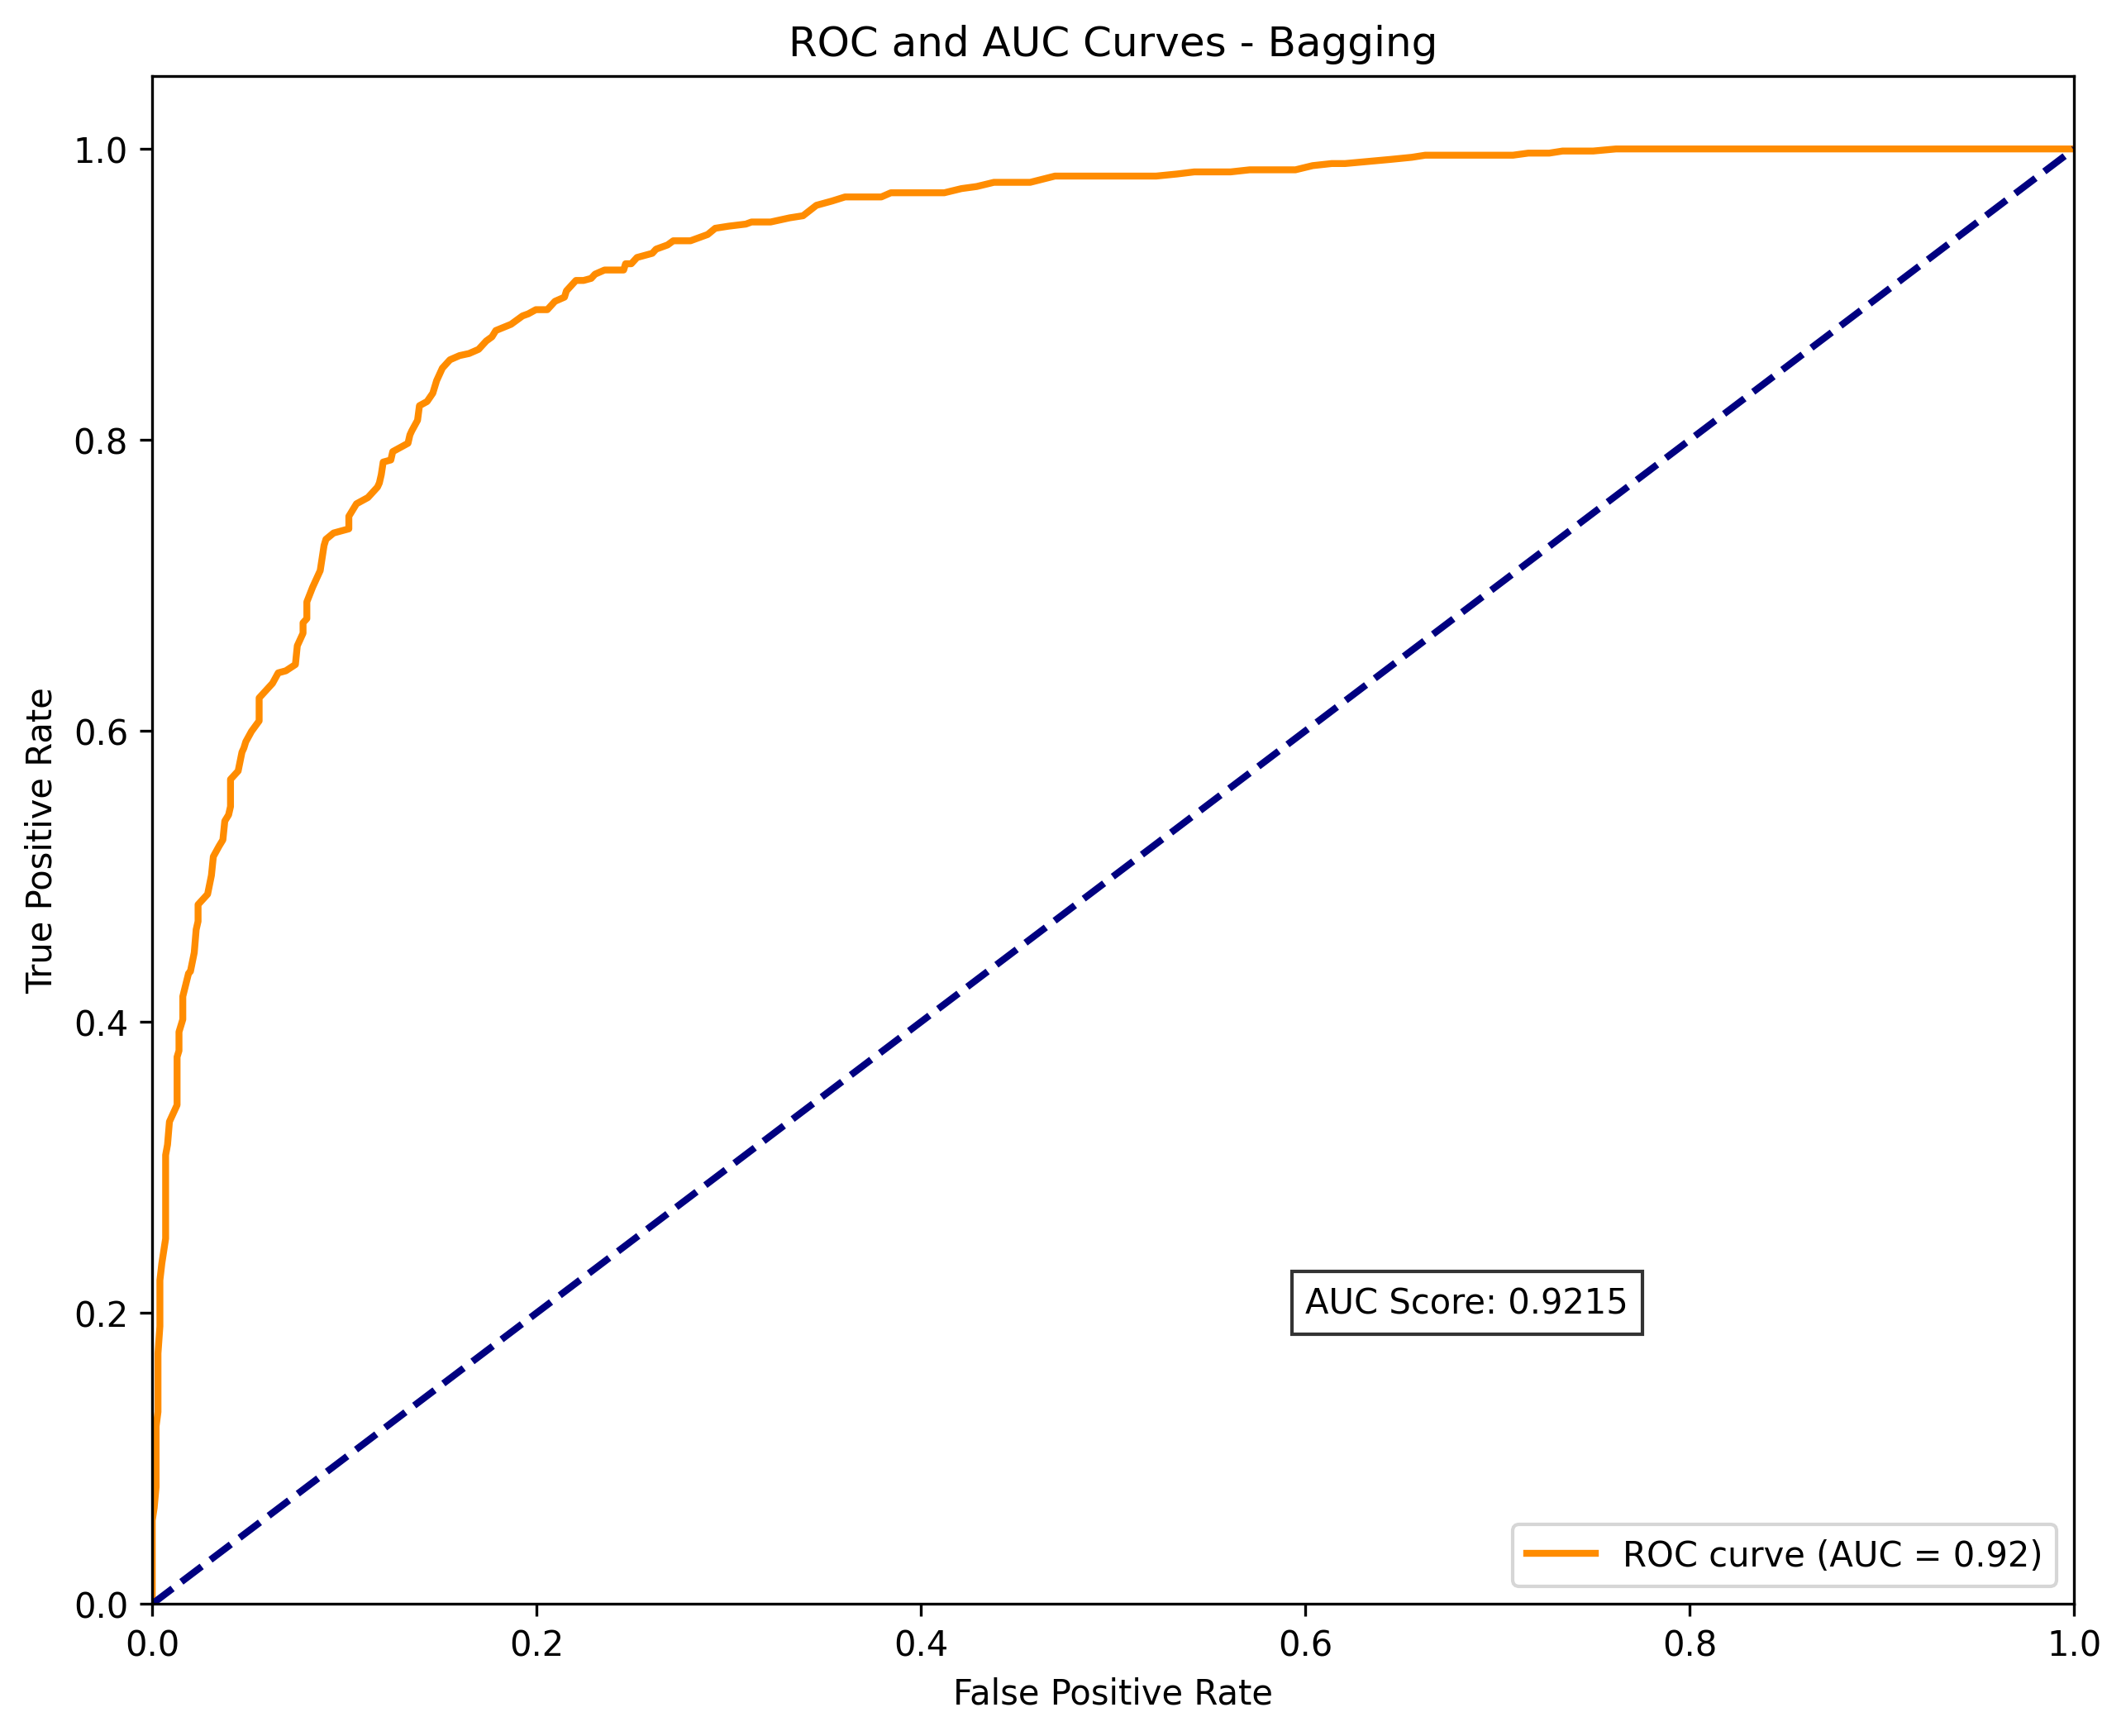 ROC and AUC Curves - Bagging
1.0
0.8
0.6
0.4
0.2
0.0
True Positive Rate
AUC Score: 0.9215
ROC curve (AUC = 0.92)
0.0 0.2 0.4 0.6 0.8 1.0
False Positive Rate